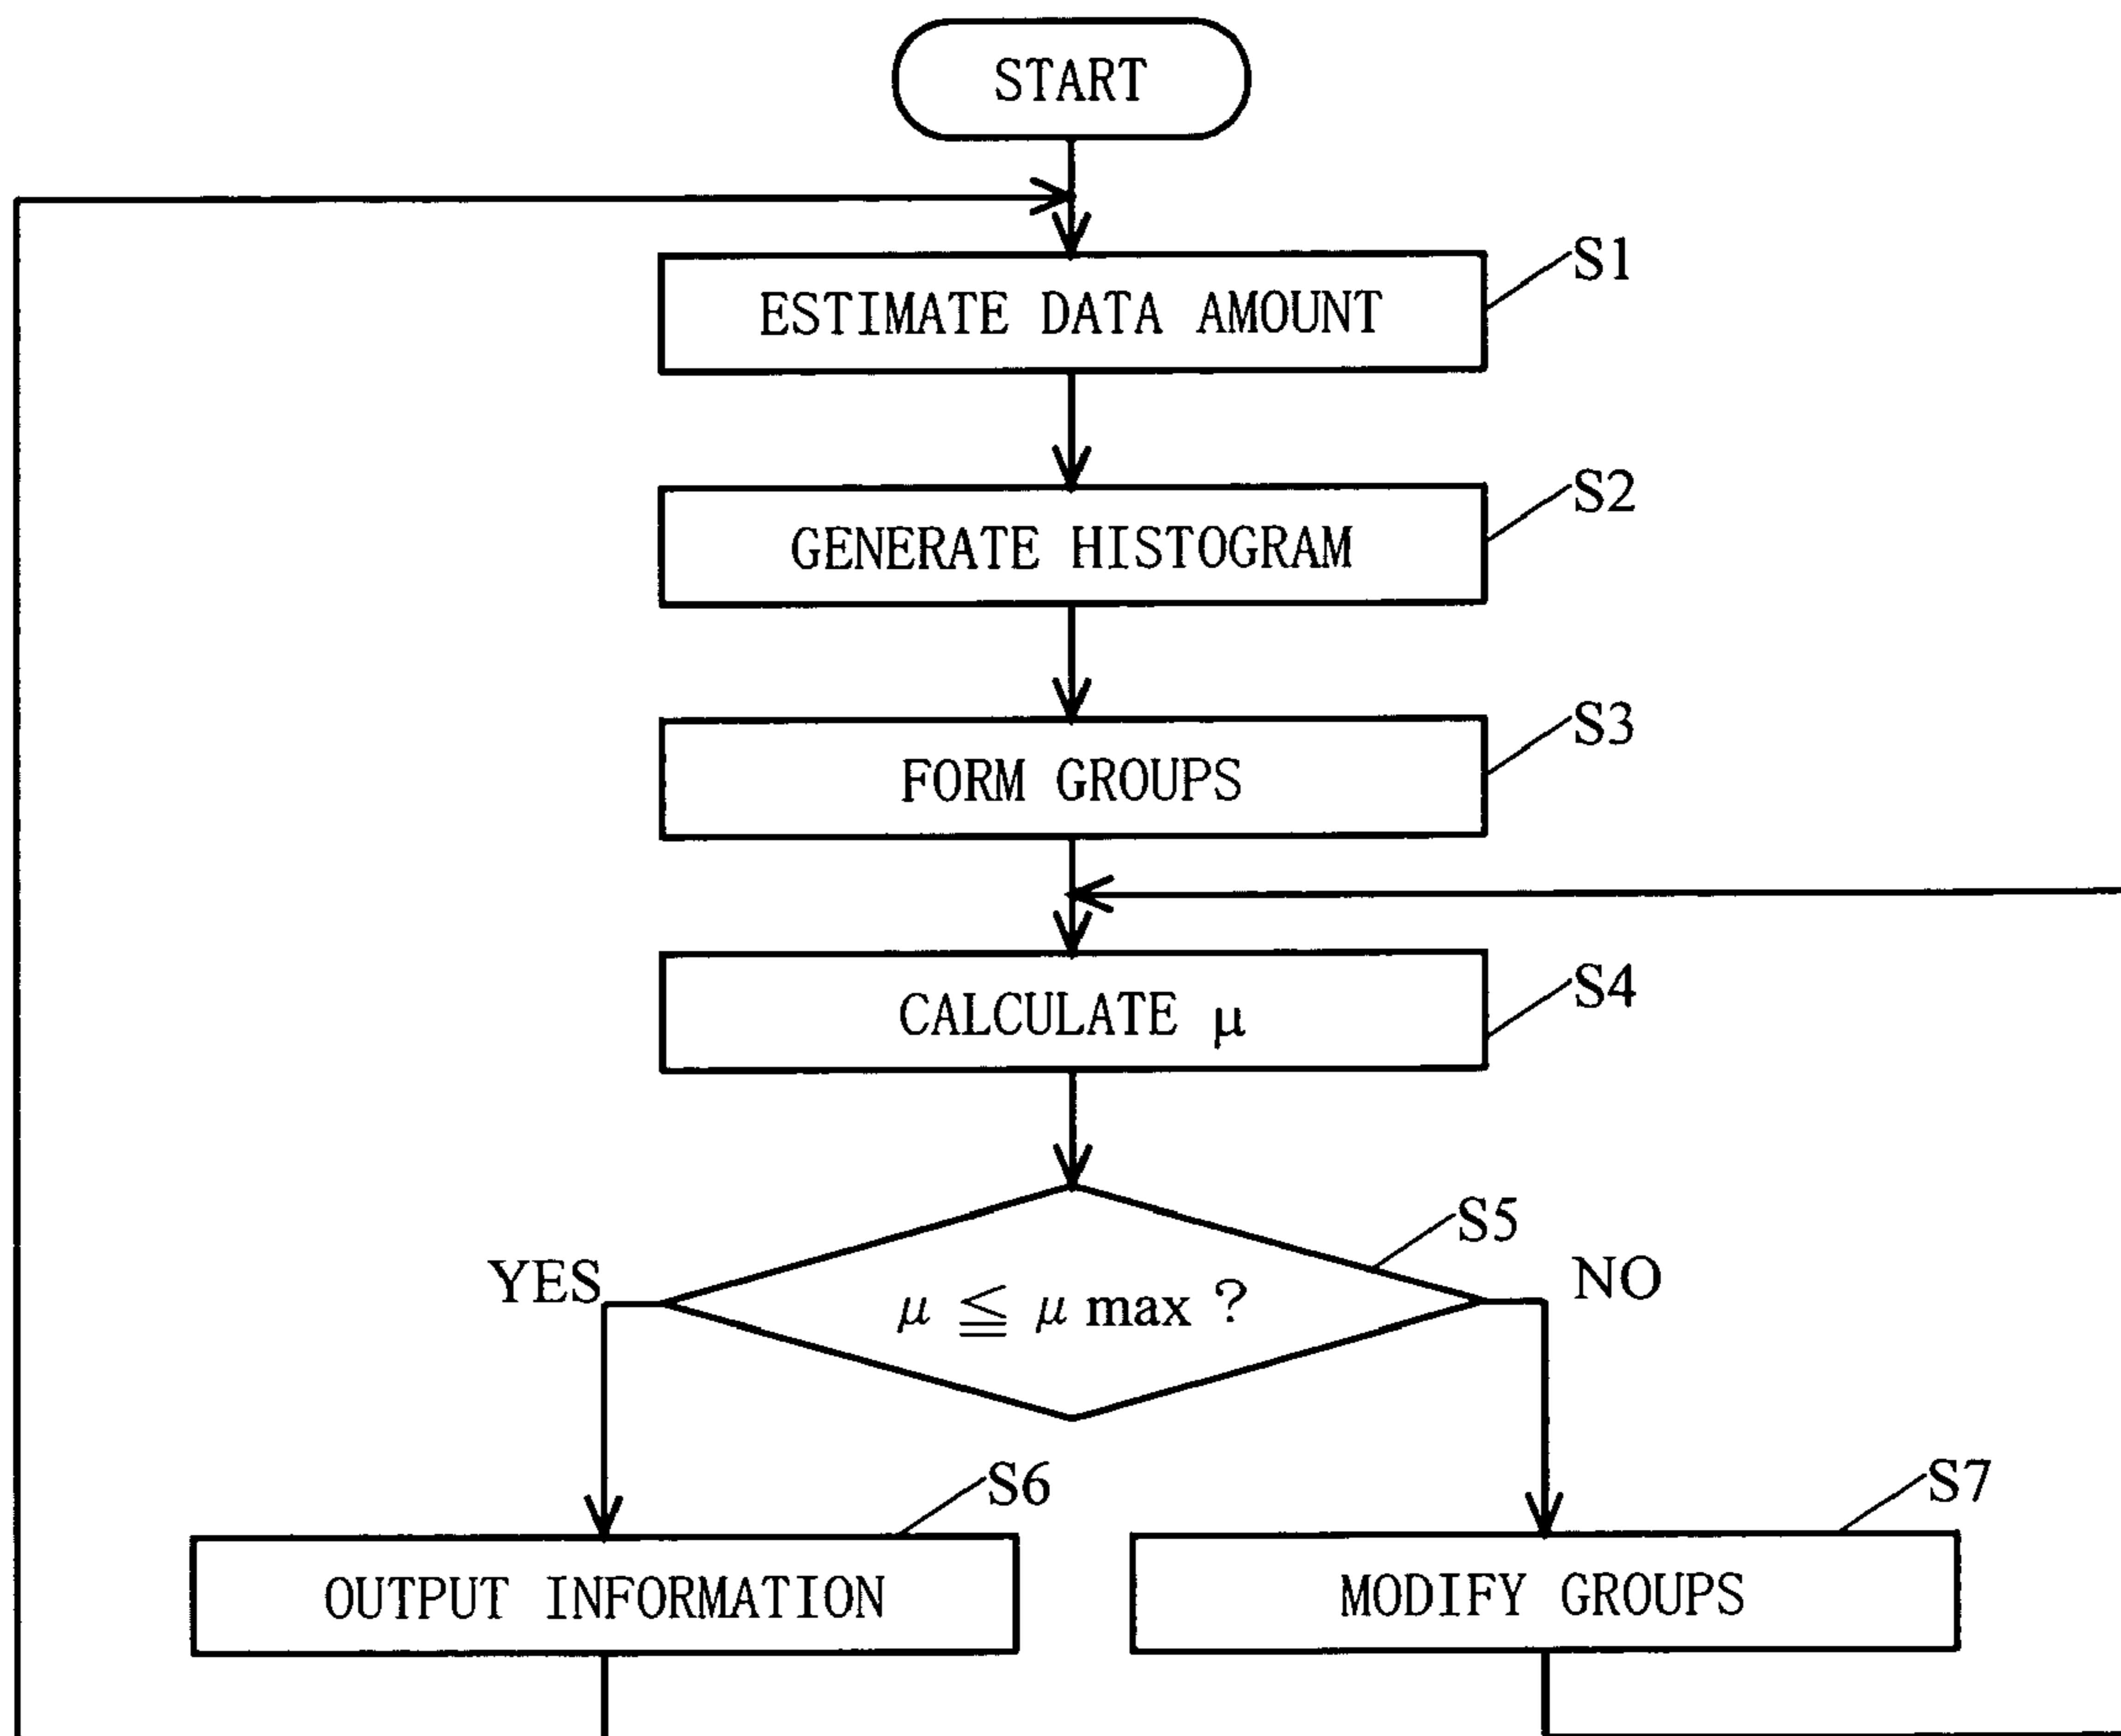 START
S1
ESTIMATE DATA AMOUNT
S2
GENERATE HISTOGRAM
S3
FORM GROUPS
S4
CALCULATE μ
S5
YES
NO
μ ≦ μ max ?
S6
S7
OUTPUT INFORMATION
MODIFY GROUPS